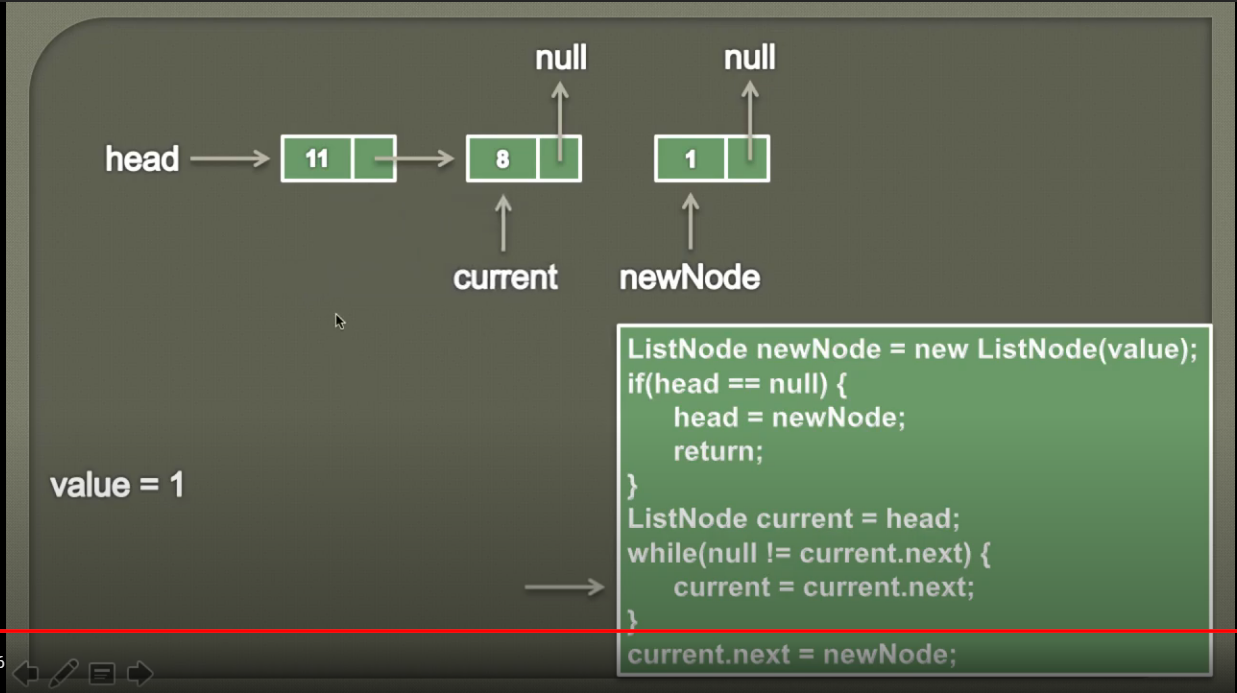 null null
head 11 8 1
current newNode
ListNode newNode = new ListNode(value);
if(head == null) {
head = newNode;
return;
}
value = 1
ListNode current = head;
while(null != current.next) {
current = current.next;
}
current.next = newNode;